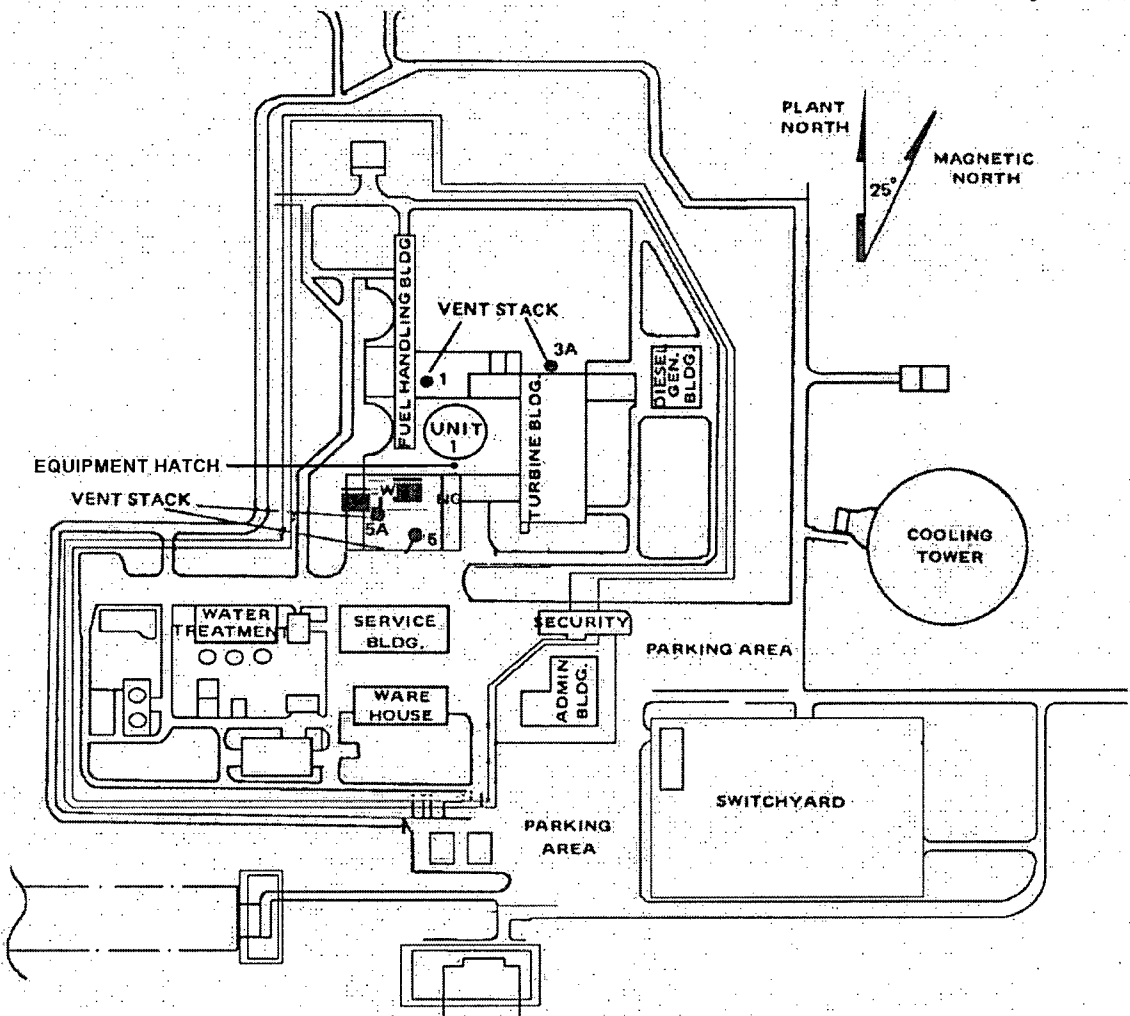 PLANT
NORTH
MAGNETIC
NORTH
25°
FUEL HANDLING BLDG
VENT STACK
3A
1
DIESEL
GEN.
BLDG.
UNIT
1
TURBINE BLDG.
EQUIPMENT HATCH
VENT STACK
W
5A
5
COOLING
TOWER
WATER
TREATMENT
SERVICE
BLDG.
SECURITY
PARKING AREA
WARE
HOUSE
ADMIN
BLDG.
SWITCHYARD
PARKING
AREA